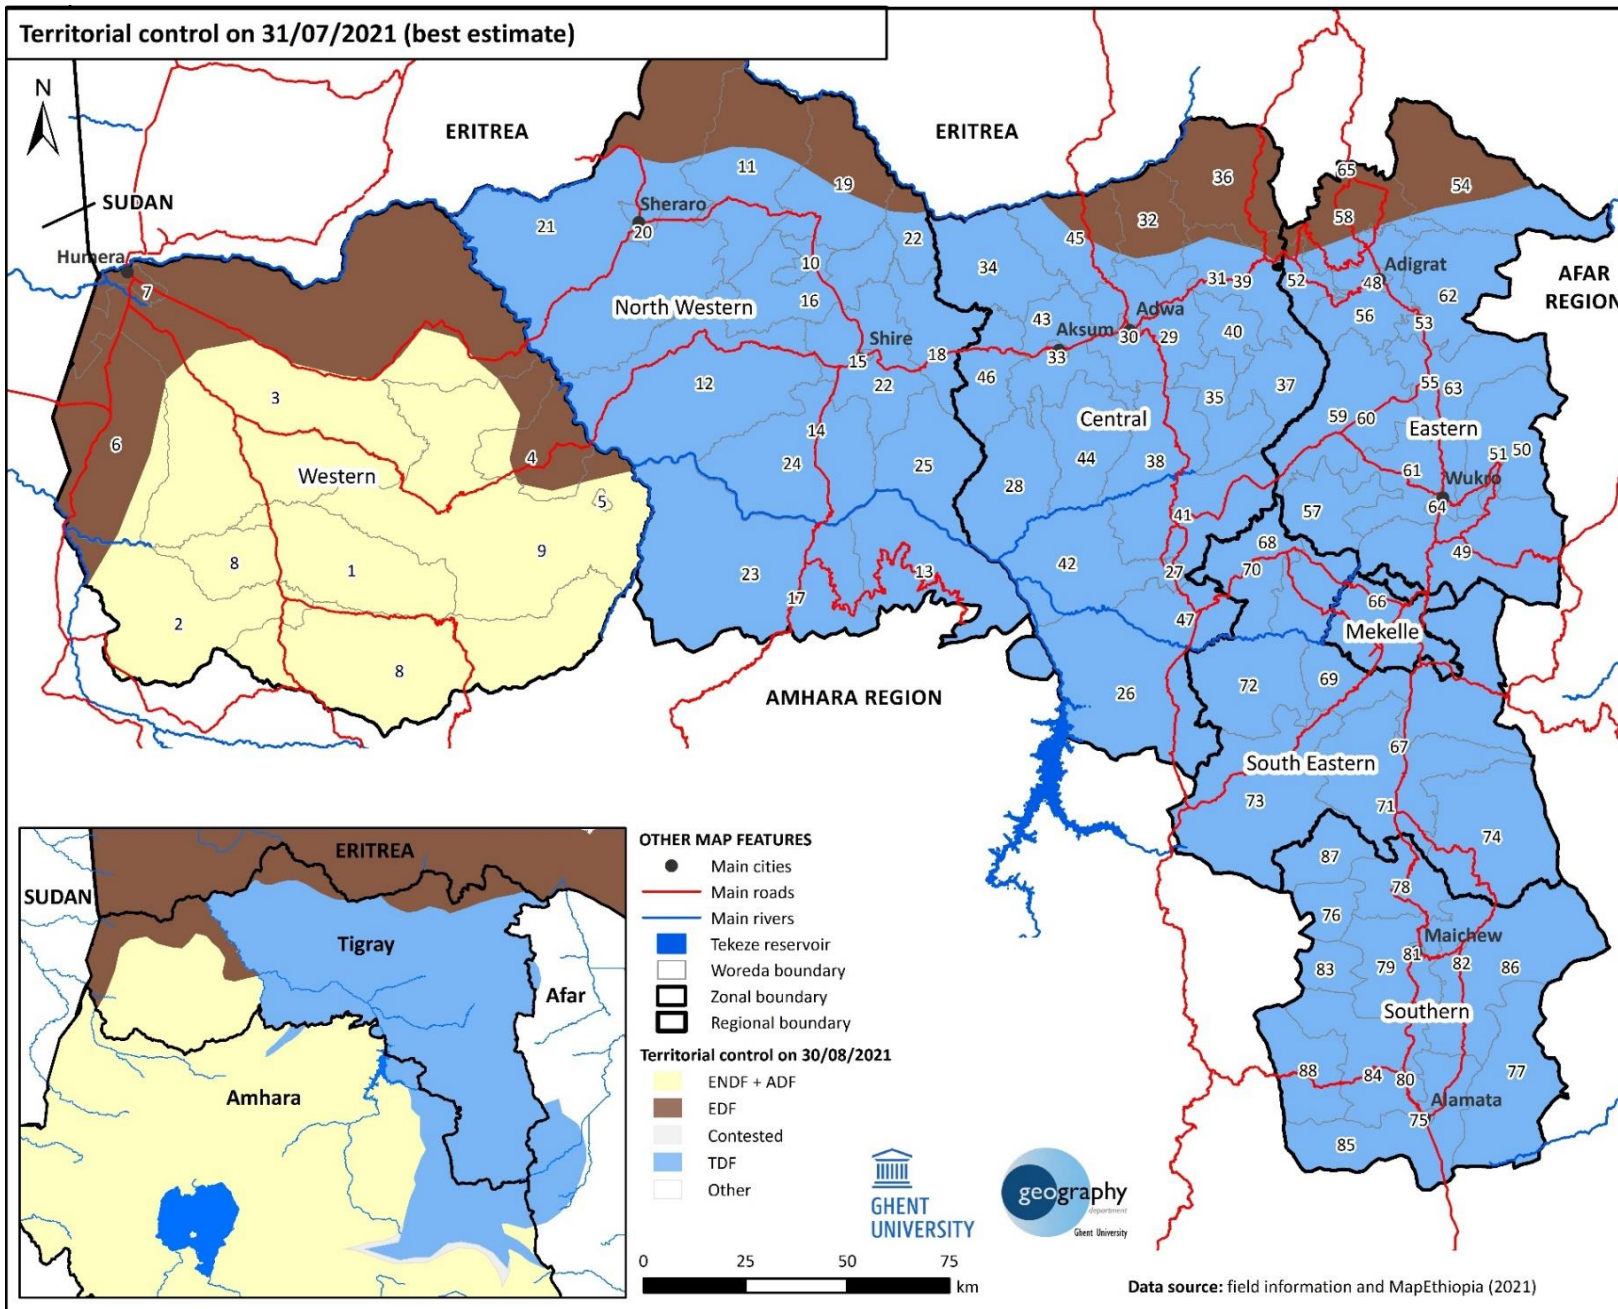 Territorial control on 31/07/2021 (best estimate)
N
ERITREA
ERITREA
SUDAN
Humera
7
11
19
Sheraro
20
21
22
10
16
North Western
Shire
15
18
22
12
14
24
25
23
17
13
3
6
4
Western
5
9
8
1
2
8
65
36
54
58
32
45
34
31
39
52
48
Adigrat
62
AFAR
REGION
43
Aksum
Adwa
33
30
29
40
56
53
46
35
37
55
63
Central
59
60
Eastern
44
38
61
51
50
Wukro
28
64
57
41
49
68
42
27
70
66
47
Mekelle
AMHARA REGION
26
72
69
67
South Eastern
73
71
74
87
78
76
Maichew
81
83
79
82
86
Southern
88
84
80
77
Alamata
75
85
ERITREA
SUDAN
Tigray
Afar
Amhara
OTHER MAP FEATURES
Main cities
Main roads
Main rivers
Tekeze reservoir
Woreda boundary
Zonal boundary
Regional boundary
Territorial control on 30/08/2021
ENDF + ADF
EDF
Contested
TDF
Other
GHENT
UNIVERSITY
geography
department
Ghent University
0 25 50 75
km
Data source: field information and MapEthiopia (2021)